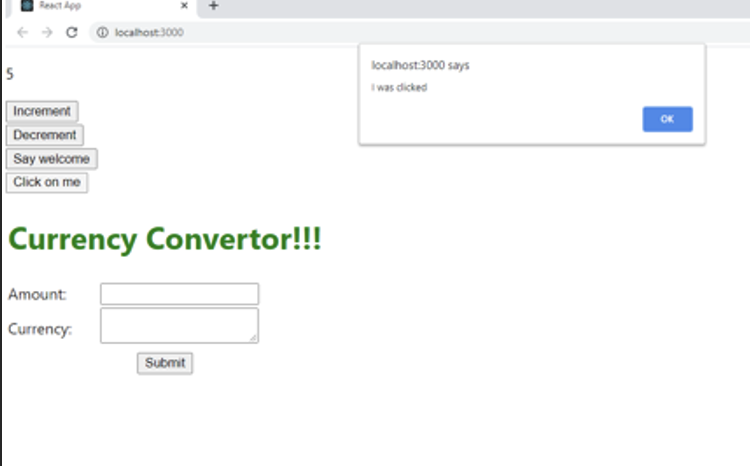 React App
localhost:3000
5
localhost:3000 says
I was clicked
OK
Increment
Decrement
Say welcome
Click on me
Currency Convertor!!!
Amount:
Currency:
Submit